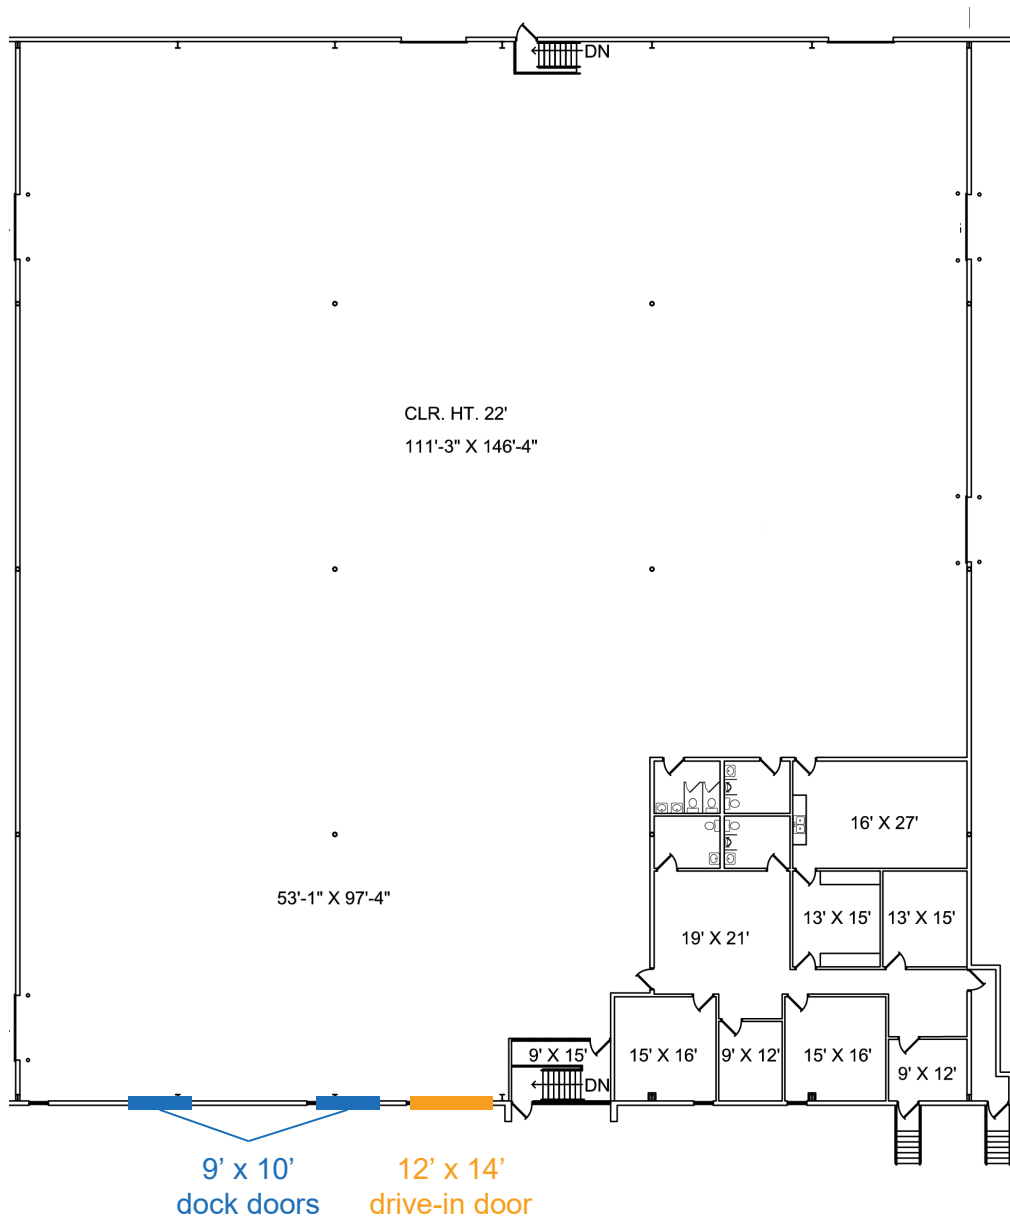 DN
CLR. HT. 22'
111'-3" X 146'-4"
16' X 27'
53'-1" X 97'-4"
13' X 15'
13' X 15'
19' X 21'
9' X 15'
15' X 16'
9' X 12'
15' X 16'
9' X 12'
DN
9’ x 10’
dock doors
12’ x 14’
drive-in door